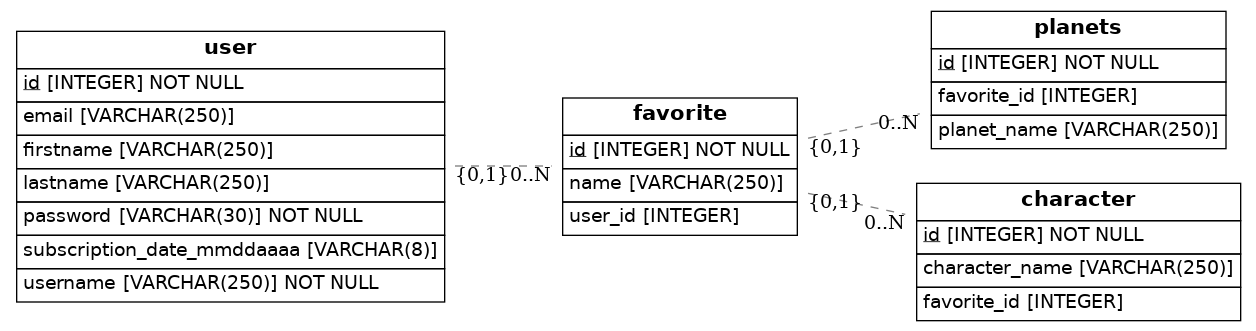 user
id [INTEGER] NOT NULL
email [VARCHAR(250)]
firstname [VARCHAR(250)]
lastname [VARCHAR(250)]
password [VARCHAR(30)] NOT NULL
subscription_date_mmddaaaa [VARCHAR(8)]
username [VARCHAR(250)] NOT NULL
{0,1}
0..N
favorite
id [INTEGER] NOT NULL
name [VARCHAR(250)]
user_id [INTEGER]
{0,1}
0..N
{0,1}
0..N
planets
id [INTEGER] NOT NULL
favorite_id [INTEGER]
planet_name [VARCHAR(250)]
character
id [INTEGER] NOT NULL
character_name [VARCHAR(250)]
favorite_id [INTEGER]